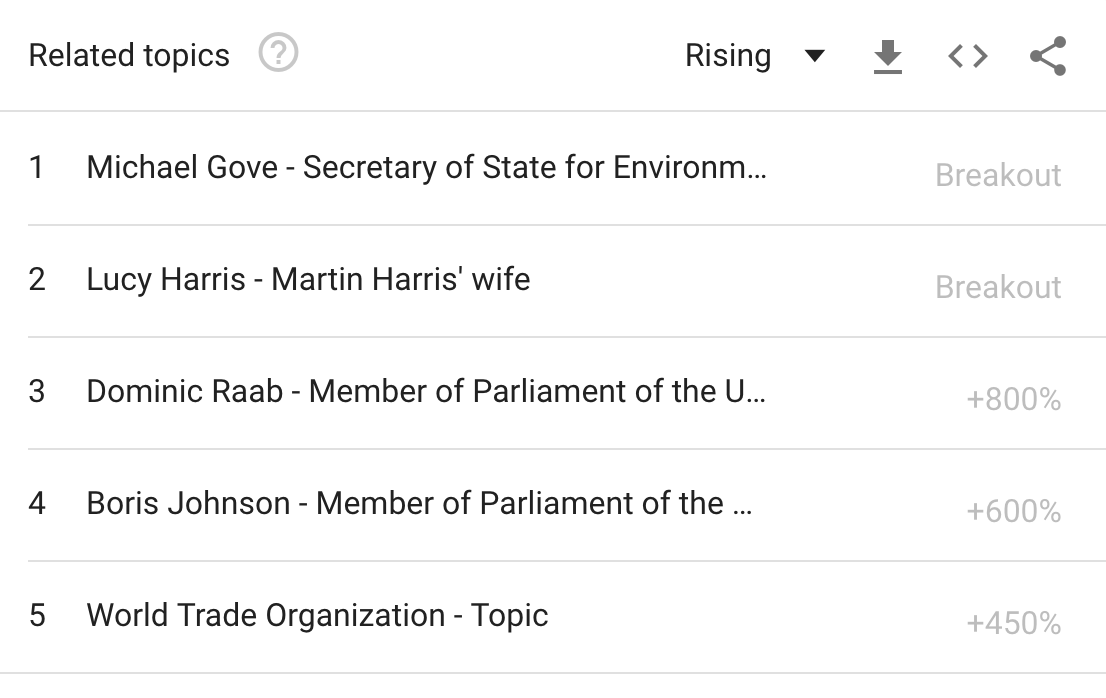 Related topics ? Rising
1 Michael Gove - Secretary of State for Environm... Breakout
2 Lucy Harris - Martin Harris' wife Breakout
3 Dominic Raab - Member of Parliament of the U... +800%
4 Boris Johnson - Member of Parliament of the ... +600%
5 World Trade Organization - Topic +450%